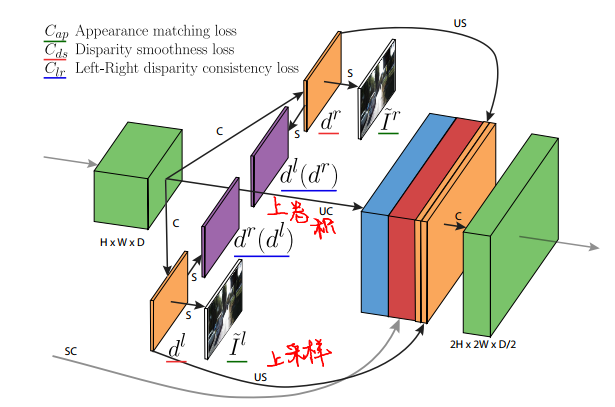 C_ap Appearance matching loss
C_ds Disparity smoothness loss
C_lr Left-Right disparity consistency loss
US
S
C
d^r
Ĩ^r
S
d^l(d^r)
UC
上卷积
C
H x W x D
C
d^r(d^l)
S
S
d^l
Ĩ^l
上采样
SC
US
2H x 2W x D/2